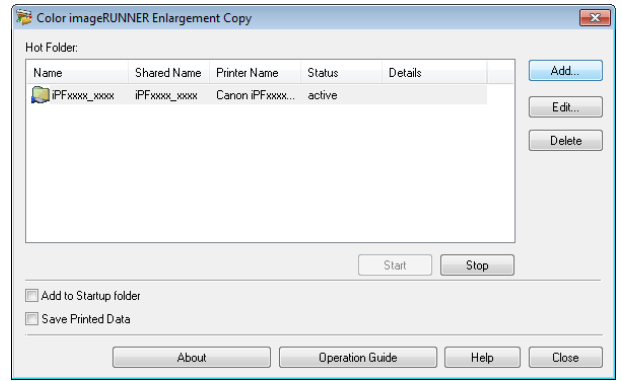 Color imageRUNNER Enlargement Copy
Hot Folder:
Name Shared Name Printer Name Status Details
iPFxxxx_xxxx iPFxxxx_xxxx Canon iPFxxxx... active
Add...
Edit...
Delete
Start Stop
Add to Startup folder
Save Printed Data
About Operation Guide Help Close